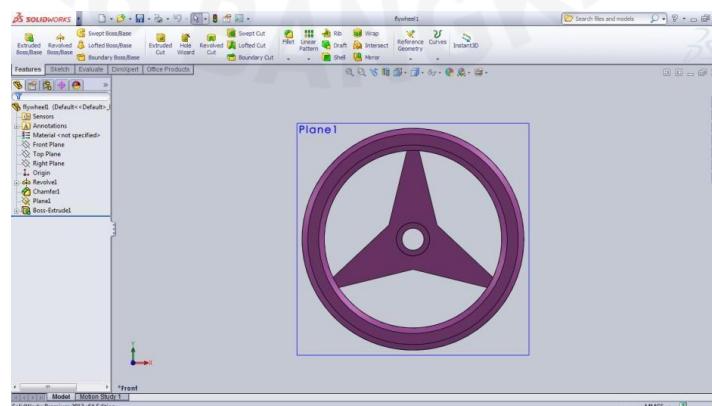 SOLIDWORKS
flywheel1
Search files and models
Extruded Boss/Base
Revolved Boss/Base
Swept Boss/Base
Lofted Boss/Base
Boundary Boss/Base
Extruded Cut
Hole Wizard
Revolved Cut
Swept Cut
Lofted Cut
Boundary Cut
Fillet
Linear Pattern
Rib
Draft
Shell
Wrap
Intersect
Mirror
Reference Geometry
Curves
Instant3D
Features
Sketch
Evaluate
DimXpert
Office Products
flywheel1 (Default<<Default>_
Sensors
Annotations
Material <not specified>
Front Plane
Top Plane
Right Plane
Origin
Revolve1
Chamfer1
Plane1
Boss-Extrude1
Plane1
Y
X
*Front
Model
Motion Study 1